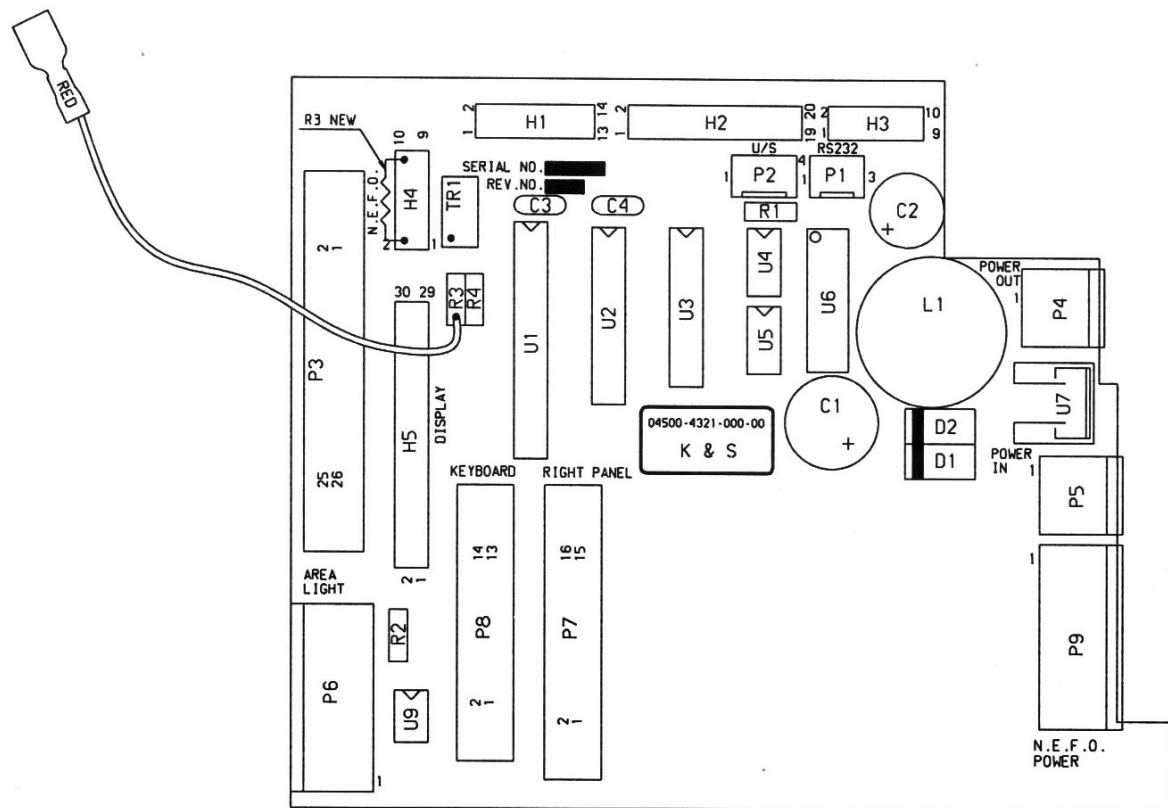 RED
R3 NEW
N.E.F.O.
10 9
H4
2 1
TR1
2 14
H1
1 13
2 20
H2
1 19
2 10
H3
1 9
SERIAL NO.
REV.NO.
U/S
4
1 P2
RS232
1 P1 3
R1
C3
C4
C2
+
2 1
P3
25
26
R3
R4
30 29
H5
DISPLAY
2 1
U1
U2
U3
U4
U5
U6
L1
C1
+
POWER
OUT
1
P4
U7
D2
D1
04500-4321-000-00
K & S
POWER
IN
1
P5
1
P9
N.E.F.O.
POWER
KEYBOARD
14
13
P8
2
1
RIGHT PANEL
16
15
P7
2
1
AREA
LIGHT
P6
1
R2
U9